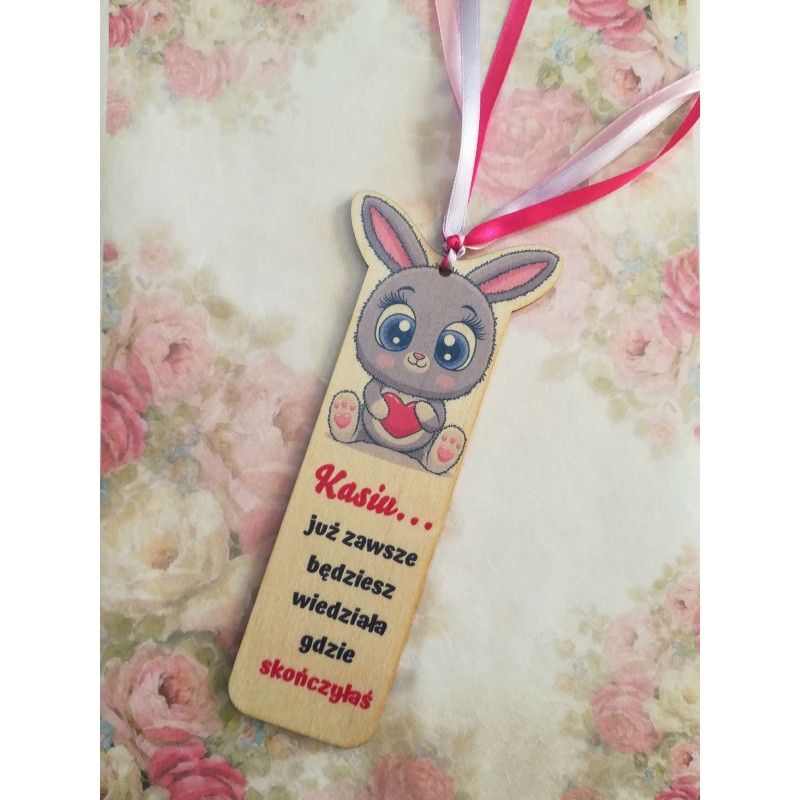 Kasiu...
już zawsze
będziesz
wiedziała
gdzie
skończyłaś